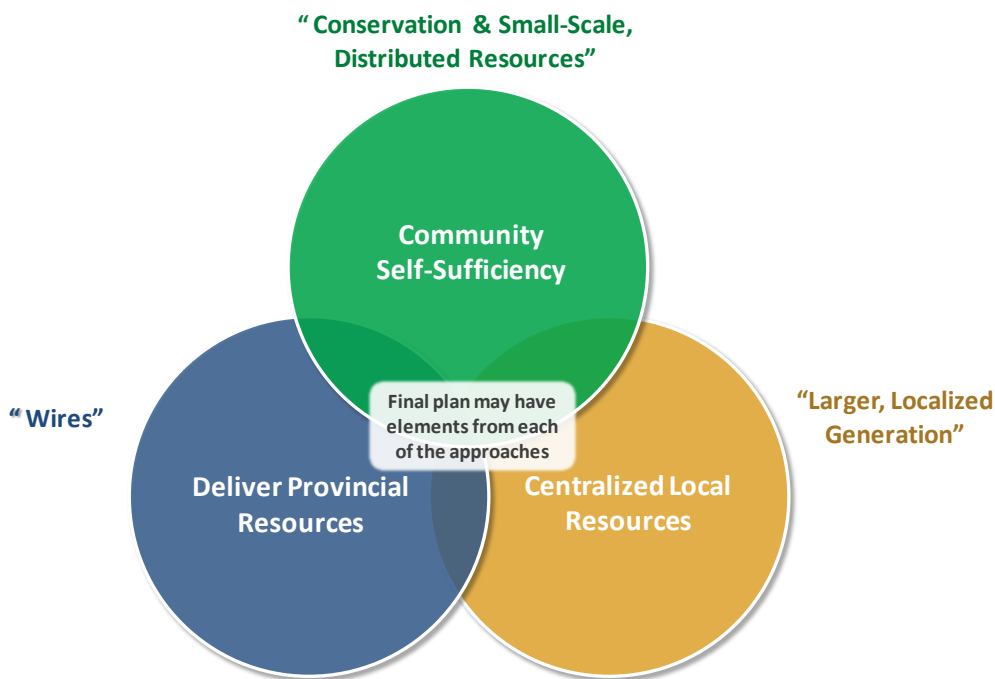 “ Conservation & Small-Scale,
Distributed Resources”
Community
Self-Sufficiency
“ Wires”
Final plan may have
elements from each
of the approaches
“Larger, Localized
Generation”
Deliver Provincial
Resources
Centralized Local
Resources